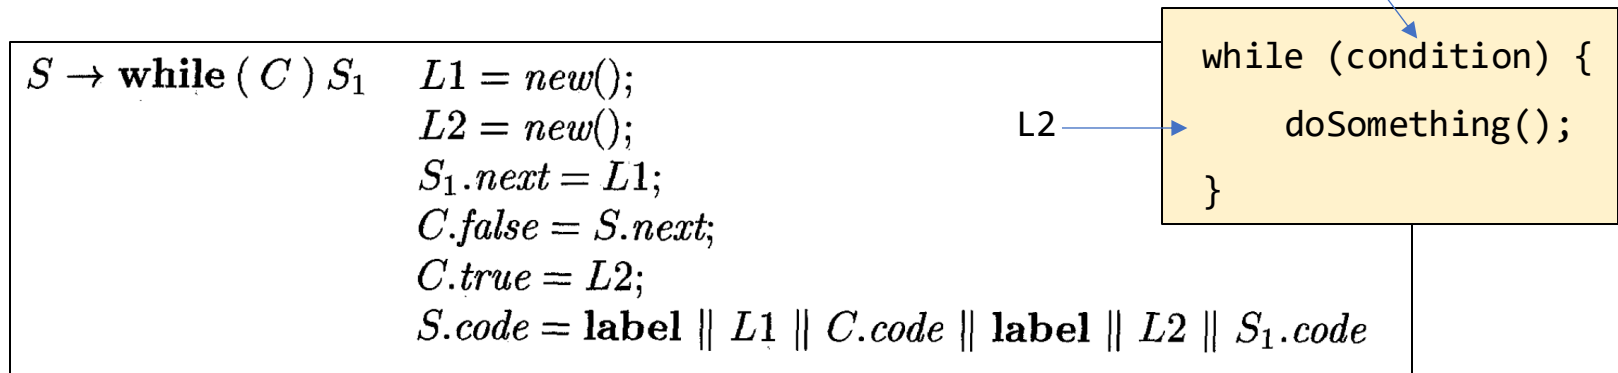 while (condition) {
S → while ( C ) S₁ L1 = new();
L2 = new();
L2
doSomething();
S₁.next = L1;
}
C.false = S.next;
C.true = L2;
S.code = label || L1 || C.code || label || L2 || S₁.code